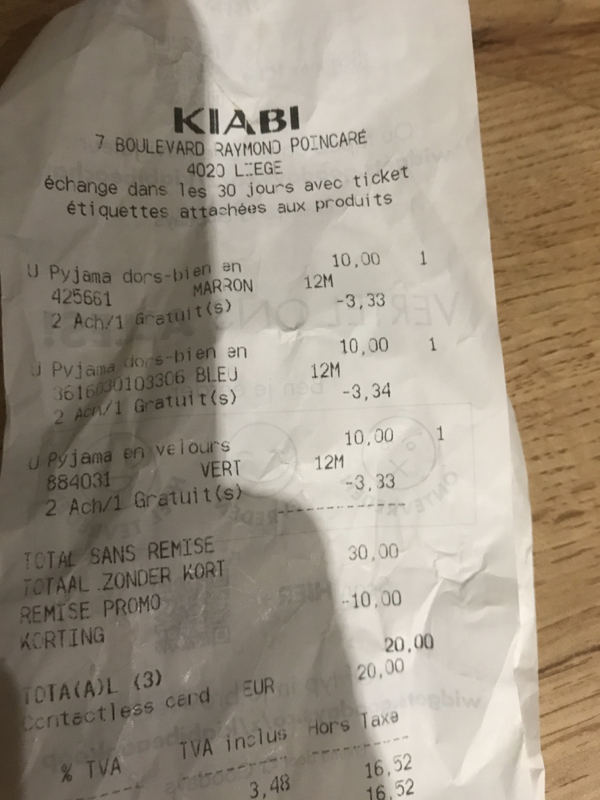 KIABI
7 BOULEVARD RAYMOND POINCARÉ
4020 LIEGE
échange dans les 30 jours avec ticket
étiquettes attachées aux produits
U Pyjama dors-bien en 10,00 1
425661 MARRON 12M
2 Ach/1 Gratuit(s) -3,33
U Pyjama dors-bien en 10,00 1
3616030103306 BLEU 12M
2 Ach/1 Gratuit(s) -3,34
U Pyjama en velours 10,00 1
884031 VERT 12M
2 Ach/1 Gratuit(s) -3,33
TOTAL SANS REMISE 30,00
TOTAAL ZONDER KORT
REMISE PROMO -10,00
KORTING
20,00
TOTA(A)L (3) 20,00
Contactless card EUR
% TVA TVA inclus Hors Taxe
3,48 16,52
16,52